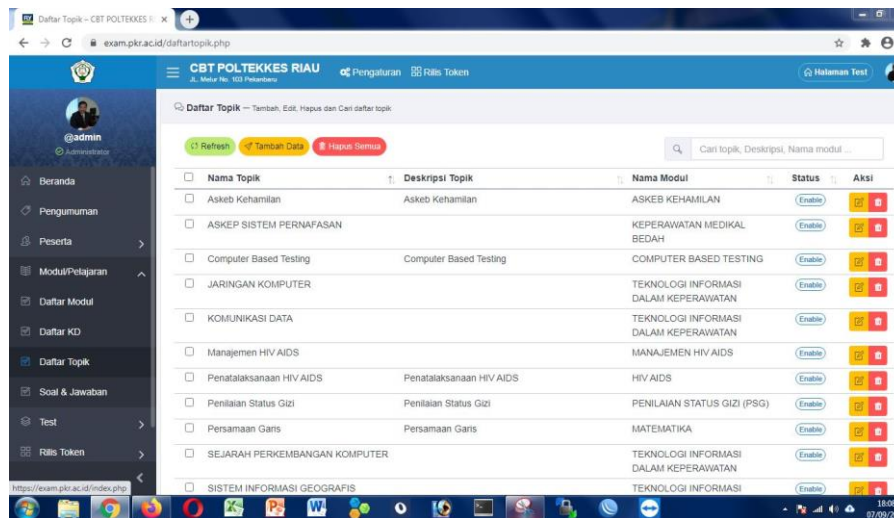 Daftar Topik – CBT POLTEKKES R
exam.pkr.ac.id/daftartopik.php
CBT POLTEKKES RIAU
JL. Melur No. 103 Pekanbaru
Pengaturan
Rilis Token
Halaman Test
Daftar Topik — Tambah, Edit, Hapus dan Cari daftar topik
@admin
Administrator
Refresh
Tambah Data
Hapus Semua
Cari topik, Deskripsi, Nama modul ...
Beranda
Pengumuman
Peserta
Modul/Pelajaran
Daftar Modul
Daftar KD
Daftar Topik
Soal & Jawaban
Test
Rilis Token
Nama Topik Deskripsi Topik Nama Modul Status Aksi
Askeb Kehamilan Askeb Kehamilan ASKEB KEHAMILAN Enable
ASKEP SISTEM PERNAFASAN KEPERAWATAN MEDIKAL Enable
BEDAH
Computer Based Testing Computer Based Testing COMPUTER BASED TESTING Enable
JARINGAN KOMPUTER TEKNOLOGI INFORMASI Enable
DALAM KEPERAWATAN
KOMUNIKASI DATA TEKNOLOGI INFORMASI Enable
DALAM KEPERAWATAN
Manajemen HIV AIDS MANAJEMEN HIV AIDS Enable
Penatalaksanaan HIV AIDS Penatalaksanaan HIV AIDS HIV AIDS Enable
Penilaian Status Gizi Penilaian Status Gizi PENILAIAN STATUS GIZI (PSG) Enable
Persamaan Garis Persamaan Garis MATEMATIKA Enable
SEJARAH PERKEMBANGAN KOMPUTER TEKNOLOGI INFORMASI Enable
DALAM KEPERAWATAN
SISTEM INFORMASI GEOGRAFIS TEKNOLOGI INFORMASI Enable
https://exam.pkr.ac.id/index.php
18:08
07/09/2